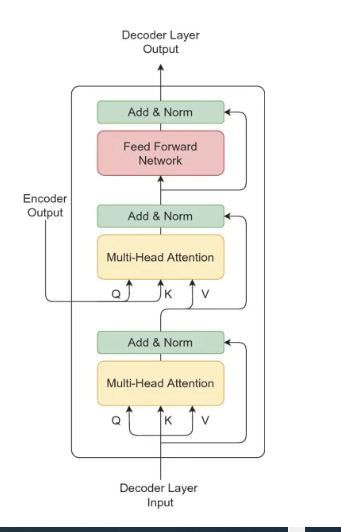 Decoder Layer
Output
Add & Norm
Feed Forward
Network
Encoder
Output
Add & Norm
Multi-Head Attention
Q K V
Add & Norm
Multi-Head Attention
Q K V
Decoder Layer
Input